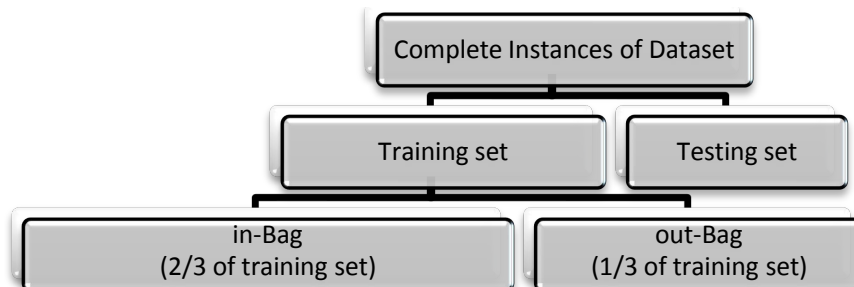 Complete Instances of Dataset
Training set
Testing set
in-Bag
(2/3 of training set)
out-Bag
(1/3 of training set)